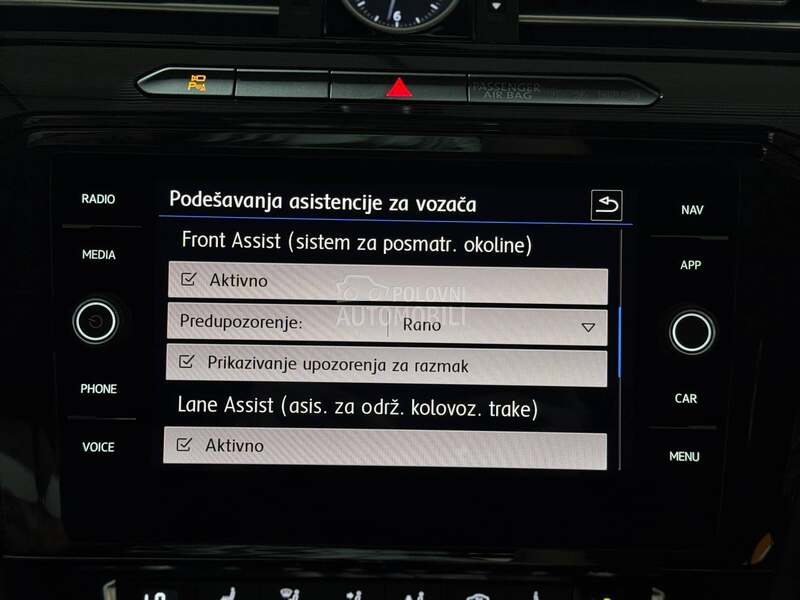 6
P
PASSENGER
AIR BAG
RADIO
Podešavanja asistencije za vozača
NAV
MEDIA
Front Assist (sistem za posmatr. okoline)
APP
Aktivno
POLOVNI
AUTOMOBILI
Predupozorenje: Rano
Prikazivanje upozorenja za razmak
PHONE
CAR
Lane Assist (asis. za održ. kolovoz. trake)
VOICE
Aktivno
MENU